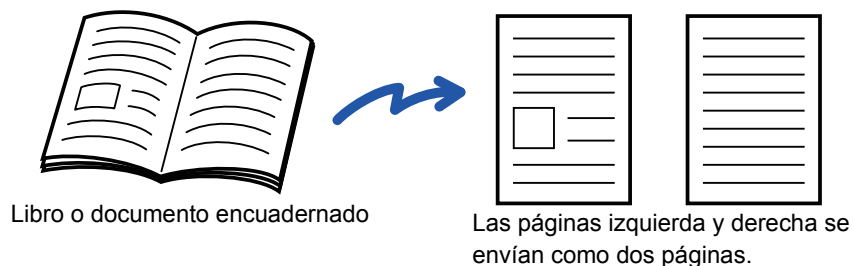 Libro o documento encuadernado
Las páginas izquierda y derecha se
envían como dos páginas.